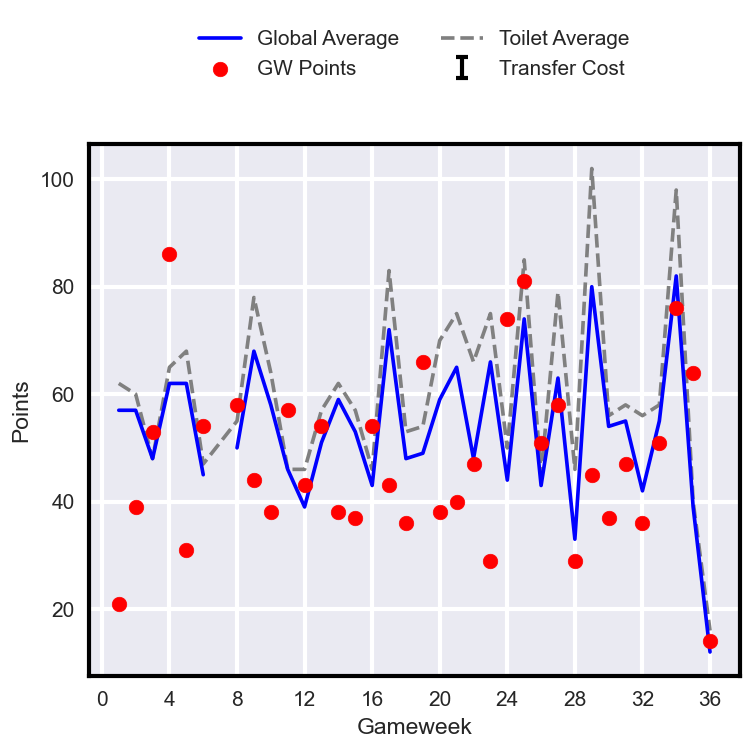 Global Average
Toilet Average
GW Points
Transfer Cost
100
80
60
40
20
Points
0 4 8 12 16 20 24 28 32 36
Gameweek